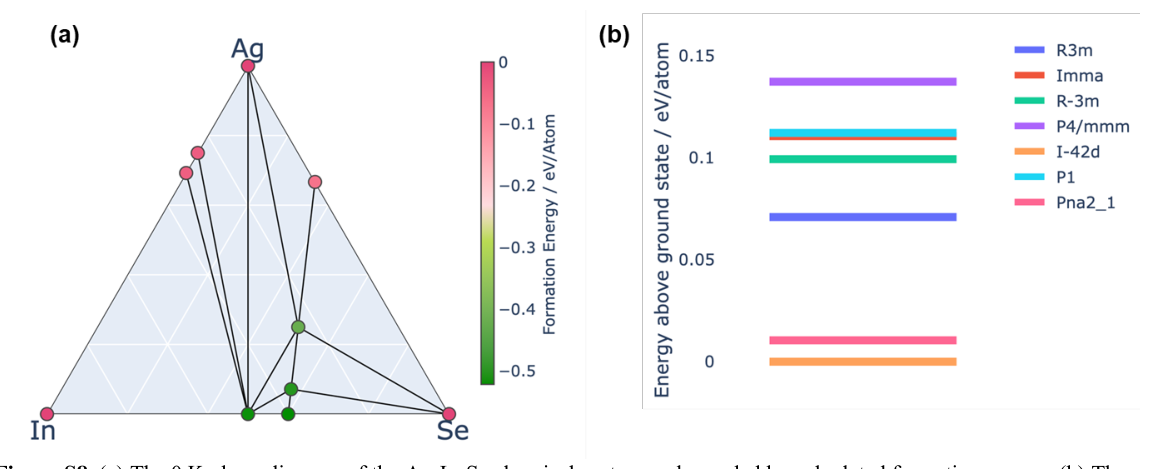 (a)
Ag
In
Se
0
−0.1
−0.2
−0.3
−0.4
−0.5
Formation Energy / eV/Atom
(b)
Energy above ground state / eV/atom
0.15
0.1
0.05
0
R3m
Imma
R-3m
P4/mmm
I-42d
P1
Pna2_1